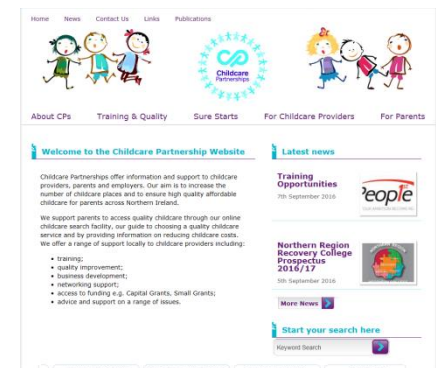 Home News Contact Us Links Publications
Childcare
Partnerships
About CPs Training & Quality Sure Starts For Childcare Providers For Parents
Welcome to the Childcare Partnership Website
Childcare Partnerships offer information and support to childcare
providers, parents and employers. Our aim is to increase the
number of childcare places and to ensure high quality affordable
childcare for parents across Northern Ireland.
We support parents to access quality childcare through our online
childcare search facility, our guide to choosing a quality childcare
service and by providing information on reducing childcare costs.
We offer a range of support locally to childcare providers including:
• training;
• quality improvement;
• business development;
• networking support;
• access to funding e.g. Capital Grants, Small Grants;
• advice and support on a range of issues.
Latest news
Training
Opportunities
7th September 2016
People
Northern Region
Recovery College
Prospectus
2016/17
5th September 2016
More News
Start your search here
Keyword Search